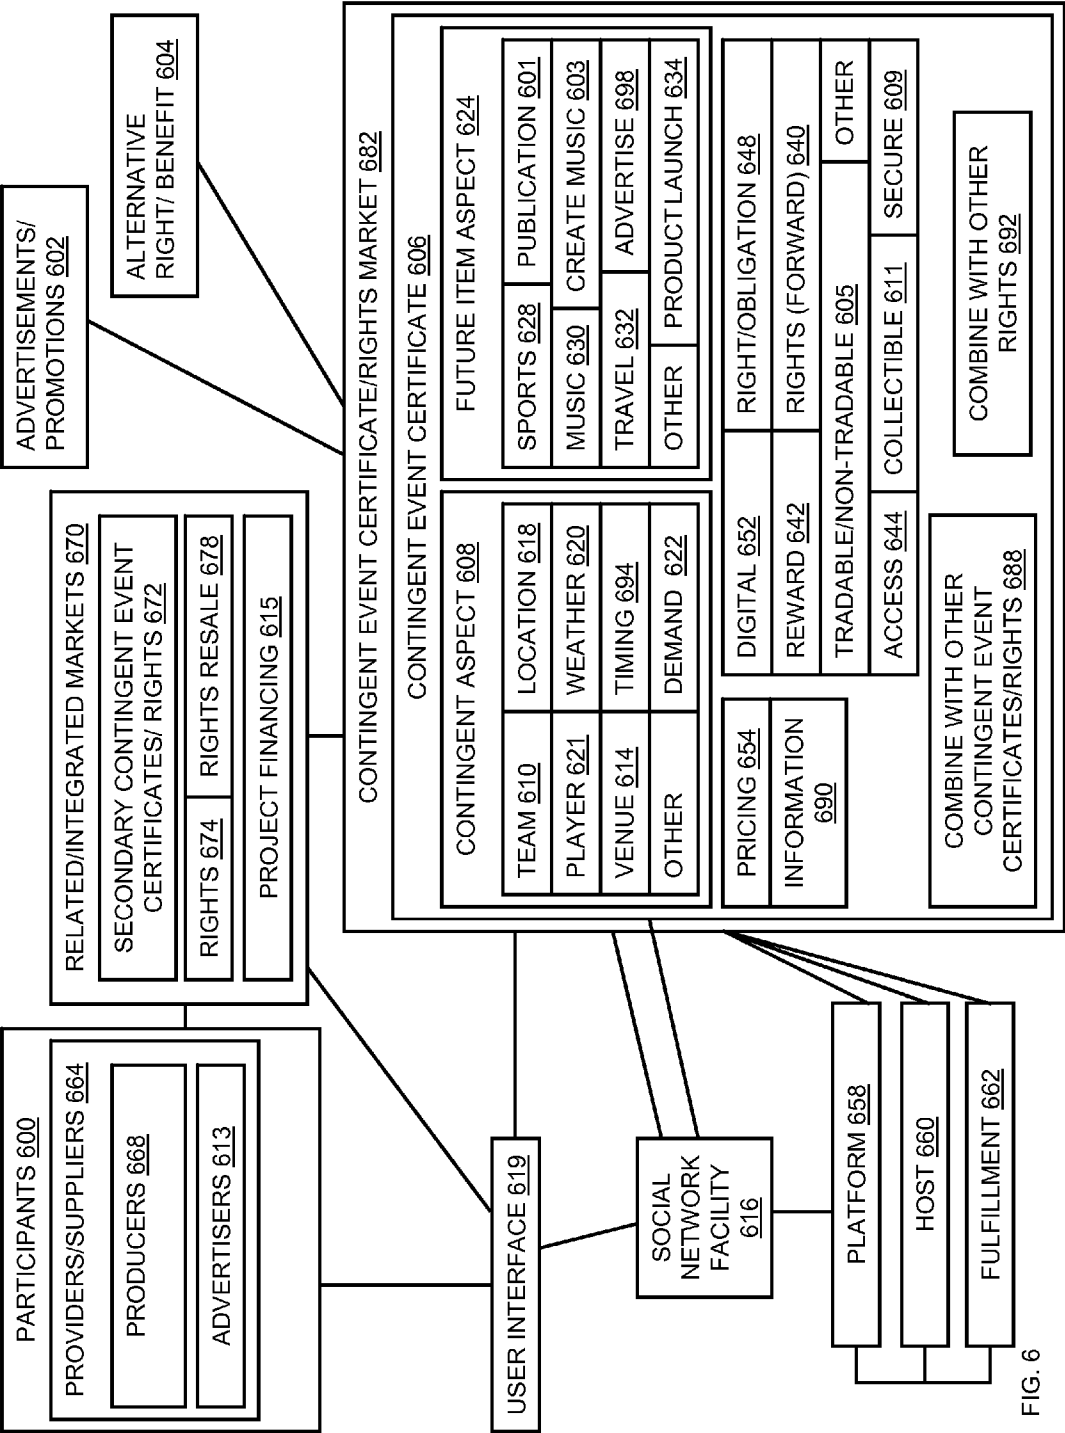 PARTICIPANTS 600
PROVIDERS/SUPPLIERS 664
PRODUCERS 668
ADVERTISERS 613
RELATED/INTEGRATED MARKETS 670
SECONDARY CONTINGENT EVENT
CERTIFICATES/ RIGHTS 672
RIGHTS 674
RIGHTS RESALE 678
PROJECT FINANCING 615
ADVERTISEMENTS/
PROMOTIONS 602
ALTERNATIVE
RIGHT/ BENEFIT 604
USER INTERFACE 619
SOCIAL
NETWORK
FACILITY
616
PLATFORM 658
HOST 660
FULFILLMENT 662
CONTINGENT EVENT CERTIFICATE/RIGHTS MARKET 682
CONTINGENT EVENT CERTIFICATE 606
CONTINGENT ASPECT 608
TEAM 610
LOCATION 618
PLAYER 621
WEATHER 620
VENUE 614
TIMING 694
OTHER
DEMAND 622
FUTURE ITEM ASPECT 624
SPORTS 628
PUBLICATION 601
MUSIC 630
CREATE MUSIC 603
TRAVEL 632
ADVERTISE 698
OTHER
PRODUCT LAUNCH 634
PRICING 654
INFORMATION
690
DIGITAL 652
RIGHT/OBLIGATION 648
REWARD 642
RIGHTS (FORWARD) 640
TRADABLE/NON-TRADABLE 605
OTHER
ACCESS 644
COLLECTIBLE 611
SECURE 609
COMBINE WITH OTHER
CONTINGENT EVENT
CERTIFICATES/RIGHTS 688
COMBINE WITH OTHER
RIGHTS 692
FIG. 6